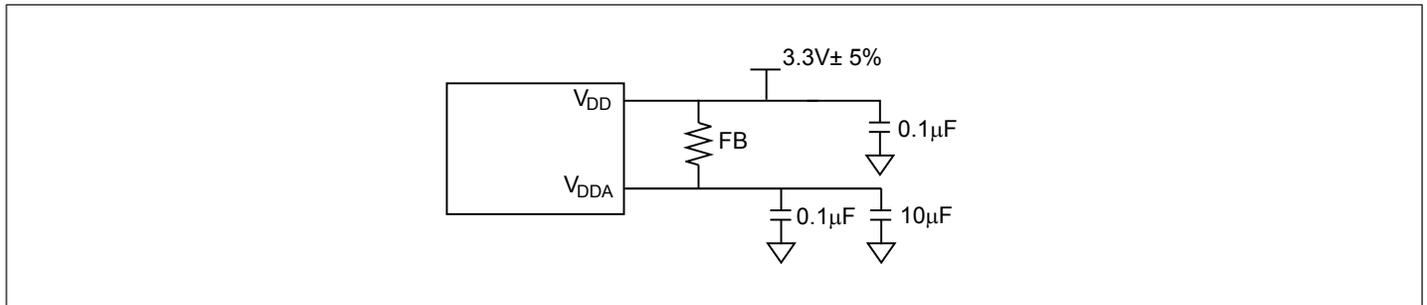 3.3V± 5%
VDD
0.1μF
FB
VDDA
0.1μF
10μF